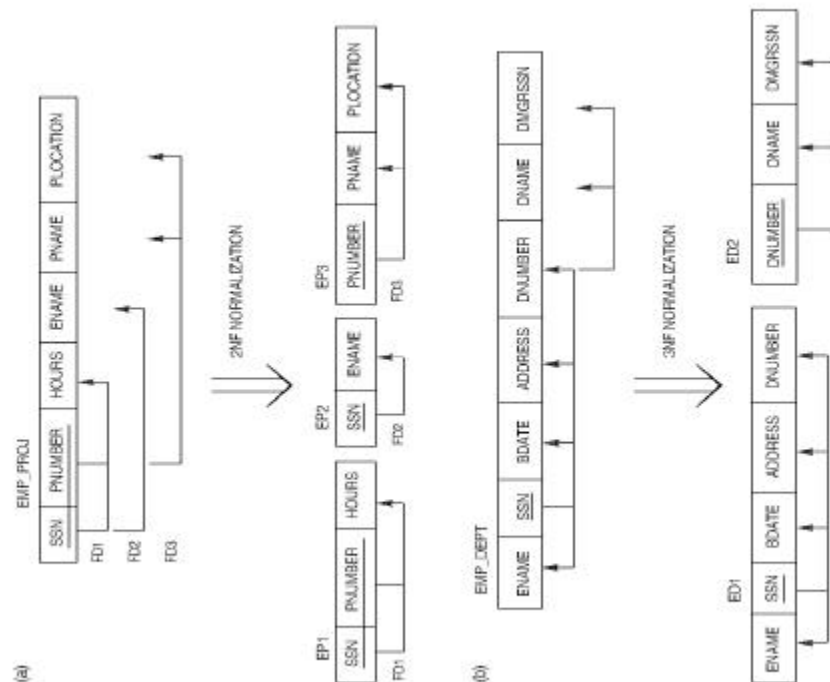 (a)
EMP_PROJ
SSN PNUMBER HOURS ENAME PNAME PLOCATION
FD1
FD2
FD3
2NF NORMALIZATION
EP1
SSN PNUMBER HOURS
FD1
EP2
SSN ENAME
FD2
EP3
PNUMBER PNAME PLOCATION
FD3
(b)
EMP_DEPT
ENAME SSN BDATE ADDRESS DNUMBER DNAME DMGRSSN
3NF NORMALIZATION
ED1
ENAME SSN BDATE ADDRESS DNUMBER
ED2
DNUMBER DNAME DMGRSSN